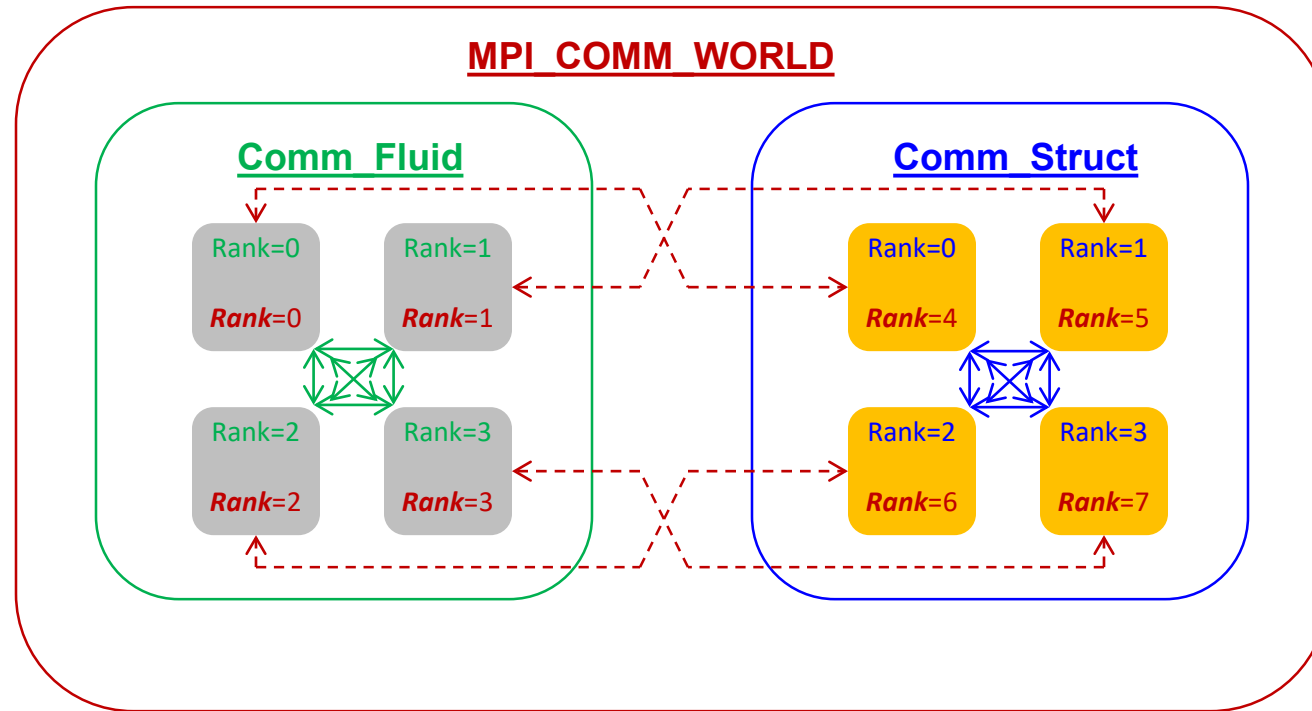 MPI_COMM_WORLD
Comm_Fluid
Rank=0
Rank=0
Rank=1
Rank=1
Rank=2
Rank=2
Rank=3
Rank=3
Comm_Struct
Rank=0
Rank=4
Rank=1
Rank=5
Rank=2
Rank=6
Rank=3
Rank=7